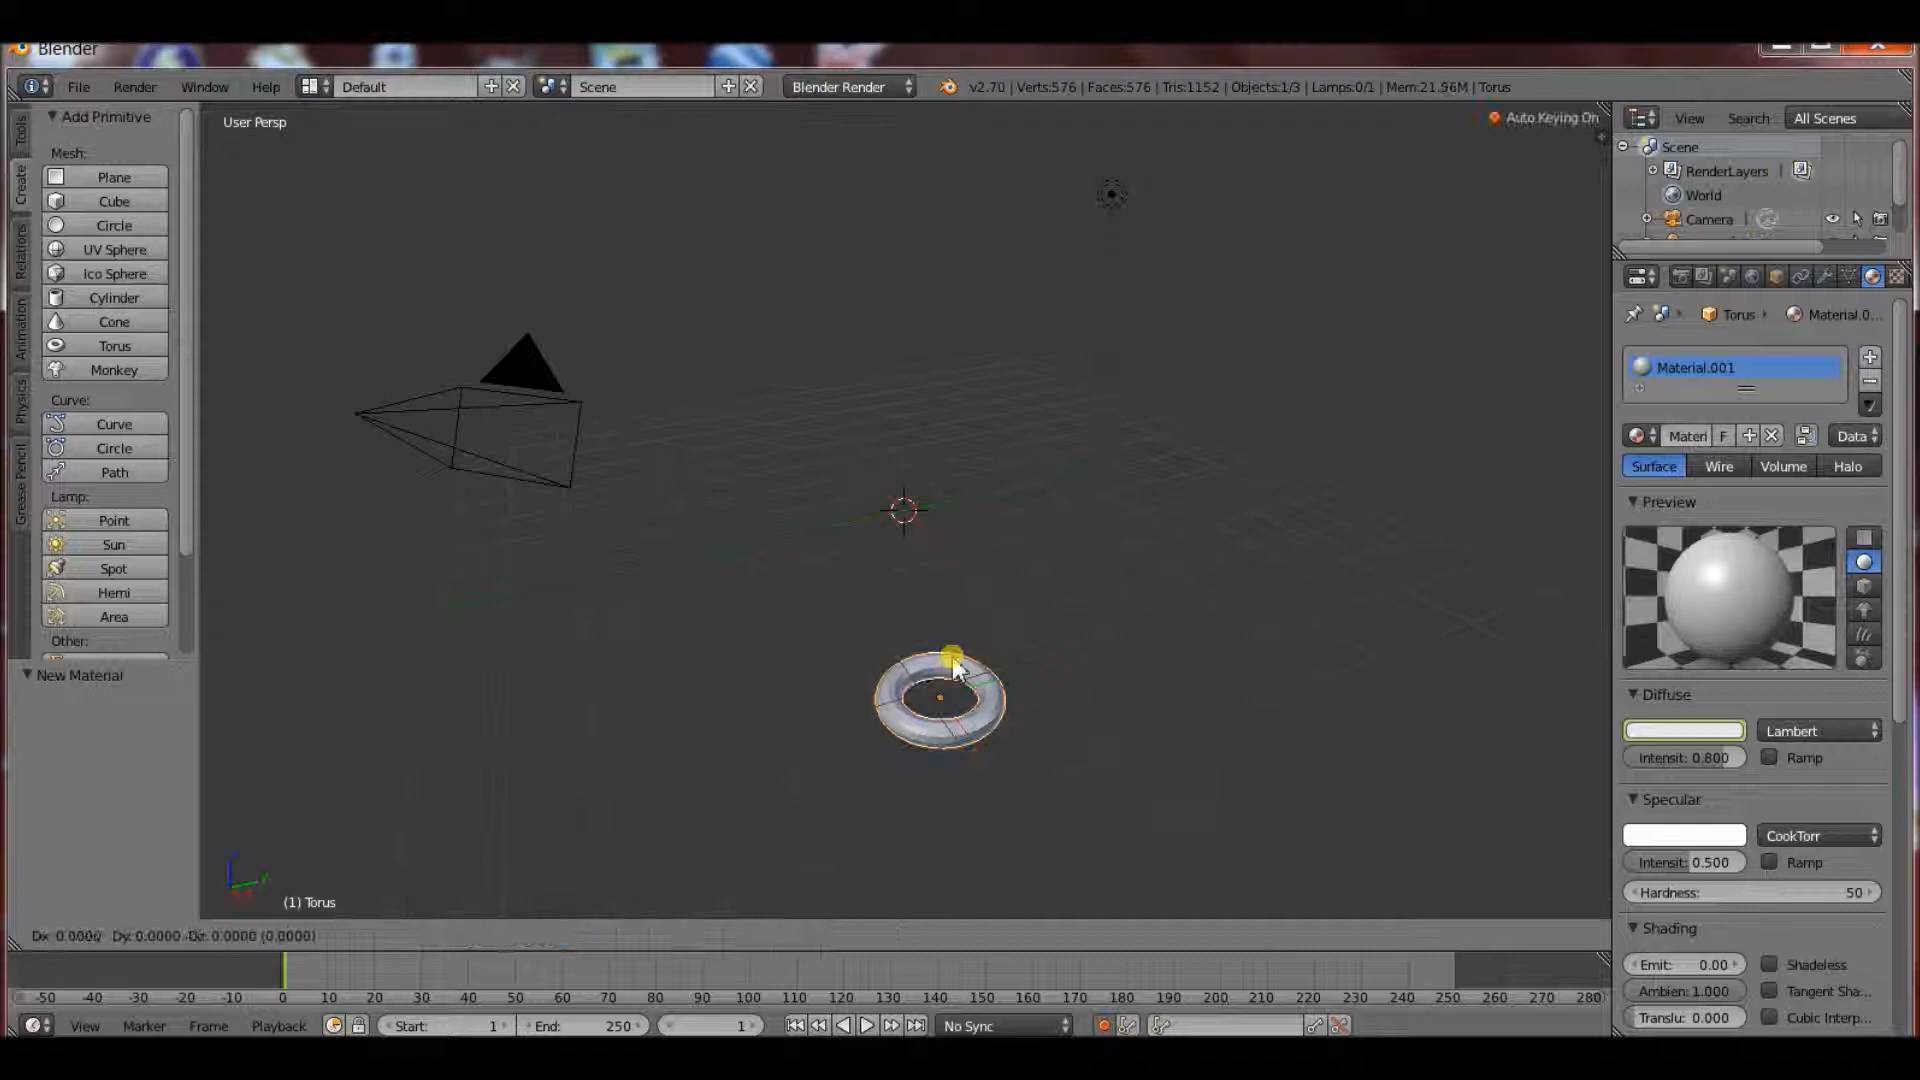 Blender
File Render Window Help Default Scene Blender Render v2.70 | Verts:576 | Faces:576 | Tris:1152 | Objects:1/3 | Lamps:0/1 | Mem:21.96M | Torus
Add Primitive
User Persp
Auto Keying On
View Search All Scenes
Tools
Create
Relations
Animation
Physics
Grease Pencil
Mesh:
Plane
Cube
Circle
UV Sphere
Ico Sphere
Cylinder
Cone
Torus
Monkey
Curve:
Curve
Circle
Path
Lamp:
Point
Sun
Spot
Hemi
Area
Other:
New Material
Scene
RenderLayers
World
Camera
Torus Material.0...
Material.001
Materi F Data
Surface Wire Volume Halo
Preview
Diffuse
Lambert
Intensit: 0.800 Ramp
Specular
CookTorr
Intensit: 0.500 Ramp
Hardness: 50
Shading
Emit: 0.00 Shadeless
Ambien: 1.000 Tangent Sha...
Translu: 0.000 Cubic Interp...
(1) Torus
Dx: 0.0000 Dy: 0.0000 Dz: 0.0000 (0.0000)
-50 -40 -30 -20 -10 0 10 20 30 40 50 60 70 80 90 100 110 120 130 140 150 160 170 180 190 200 210 220 230 240 250 260 270 280
View Marker Frame Playback Start: 1 End: 250 1 No Sync